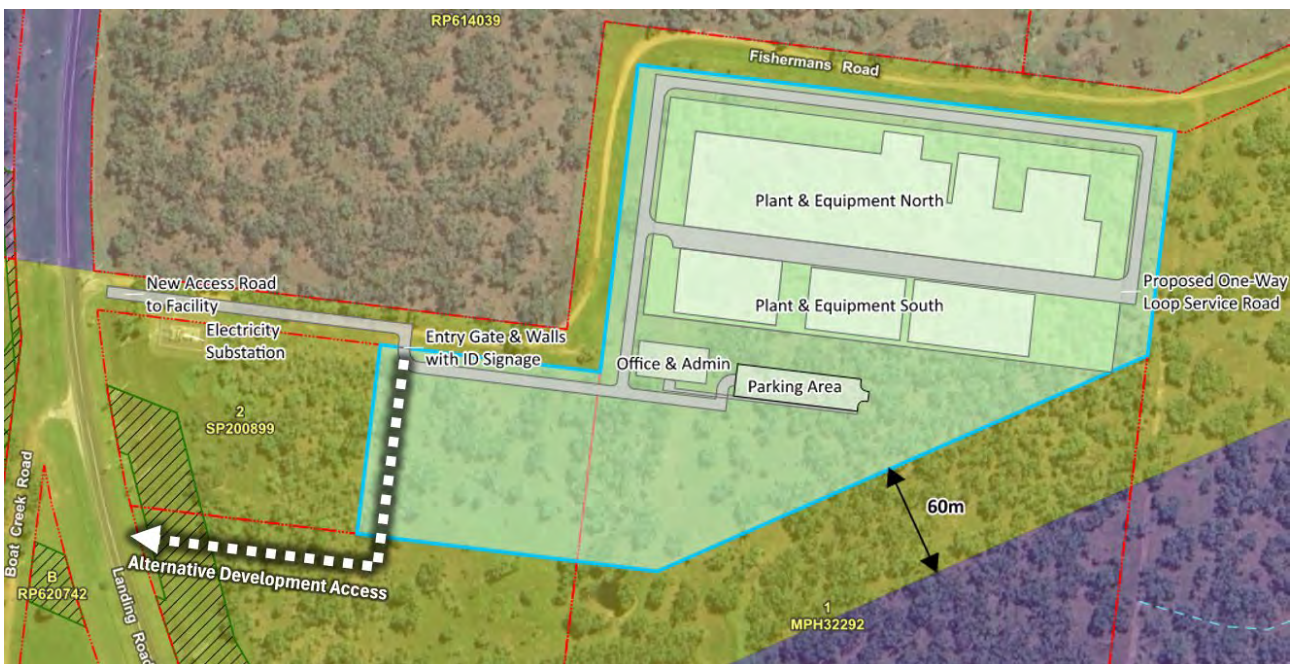 RP614039
Fishermans Road
Plant & Equipment North
New Access Road
to Facility
Proposed One-Way
Loop Service Road
Plant & Equipment South
Electricity
Substation
Entry Gate & Walls
with ID Signage
Office & Admin
Parking Area
2
SP200899
Boat Creek Road
60m
Alternative Development Access
B
RP620742
Landing Road
1
MPH32292